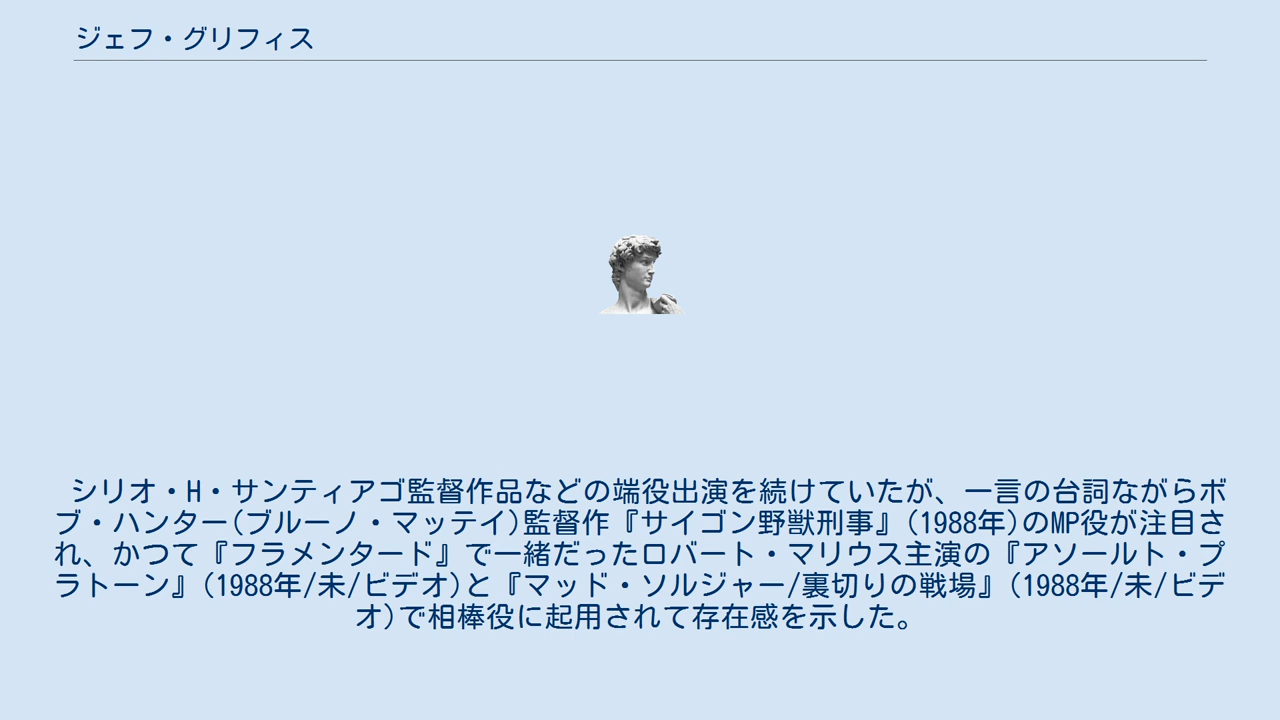 ジェフ・グリフィス
シリオ・H・サンティアゴ監督作品などの端役出演を続けていたが、一言の台詞ながらボ
ブ・ハンター(ブルーノ・マッテイ)監督作『サイゴン野獣刑事』(1988年)のMP役が注目さ
れ、かつて『フラメンタード』で一緒だったロバート・マリウス主演の『アソールト・プ
ラトーン』(1988年/未/ビデオ)と『マッド・ソルジャー/裏切りの戦場』(1988年/未/ビデ
オ)で相棒役に起用されて存在感を示した。